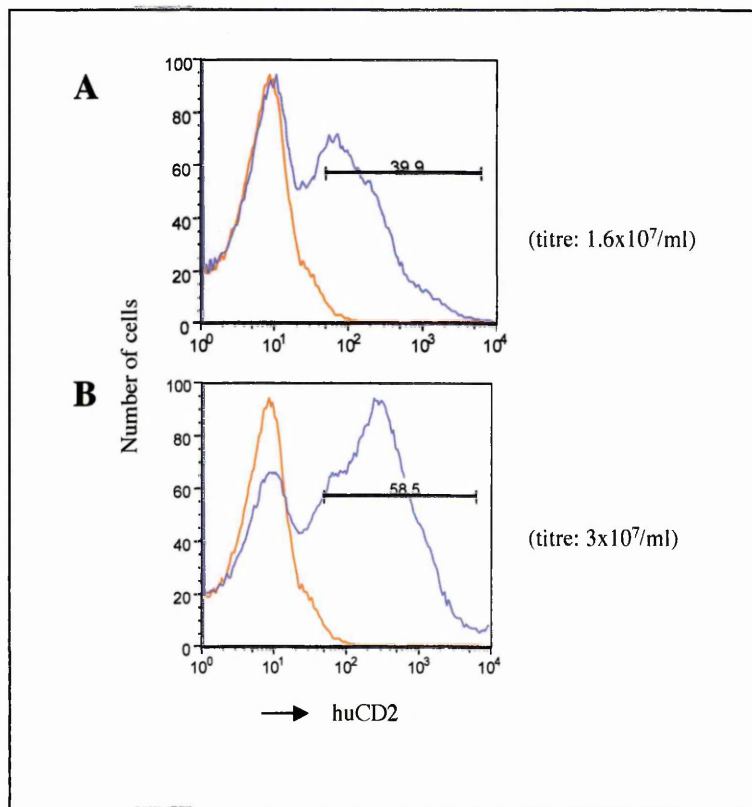 A
100
80
60
40
20
0
39.9
10⁰ 10¹ 10² 10³ 10⁴
(titre: 1.6x10⁷/ml)
Number of cells
B
100
80
60
40
20
0
58.5
10⁰ 10¹ 10² 10³ 10⁴
(titre: 3x10⁷/ml)
→ huCD2